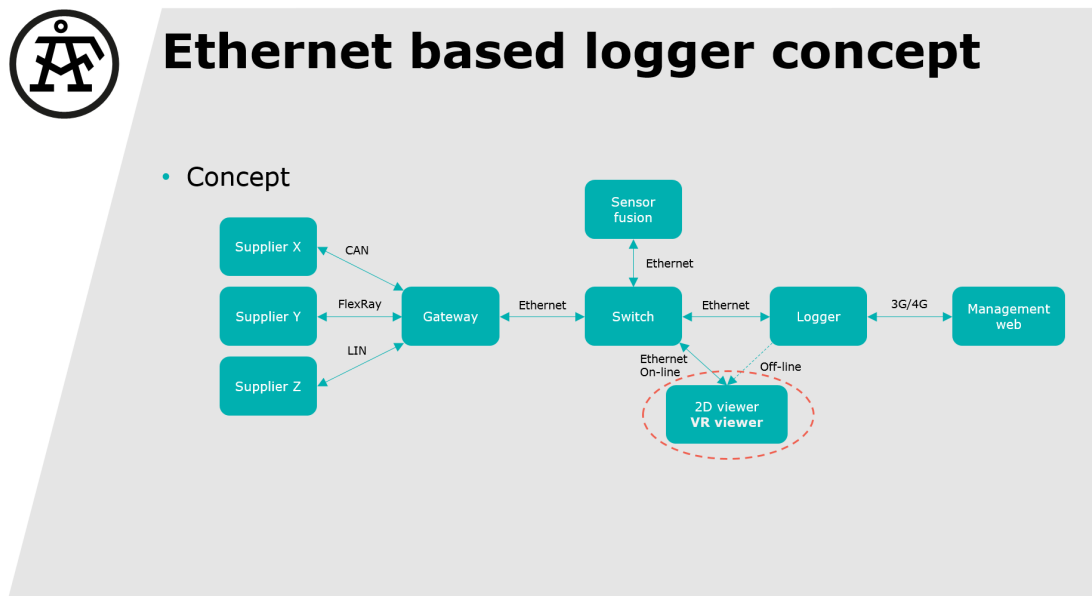 Ethernet based logger concept
• Concept
Sensor
fusion
Supplier X
CAN
Ethernet
Supplier Y
FlexRay
Gateway
Ethernet
Switch
Ethernet
Logger
3G/4G
Management
web
LIN
Supplier Z
Ethernet
On-line
Off-line
2D viewer
VR viewer